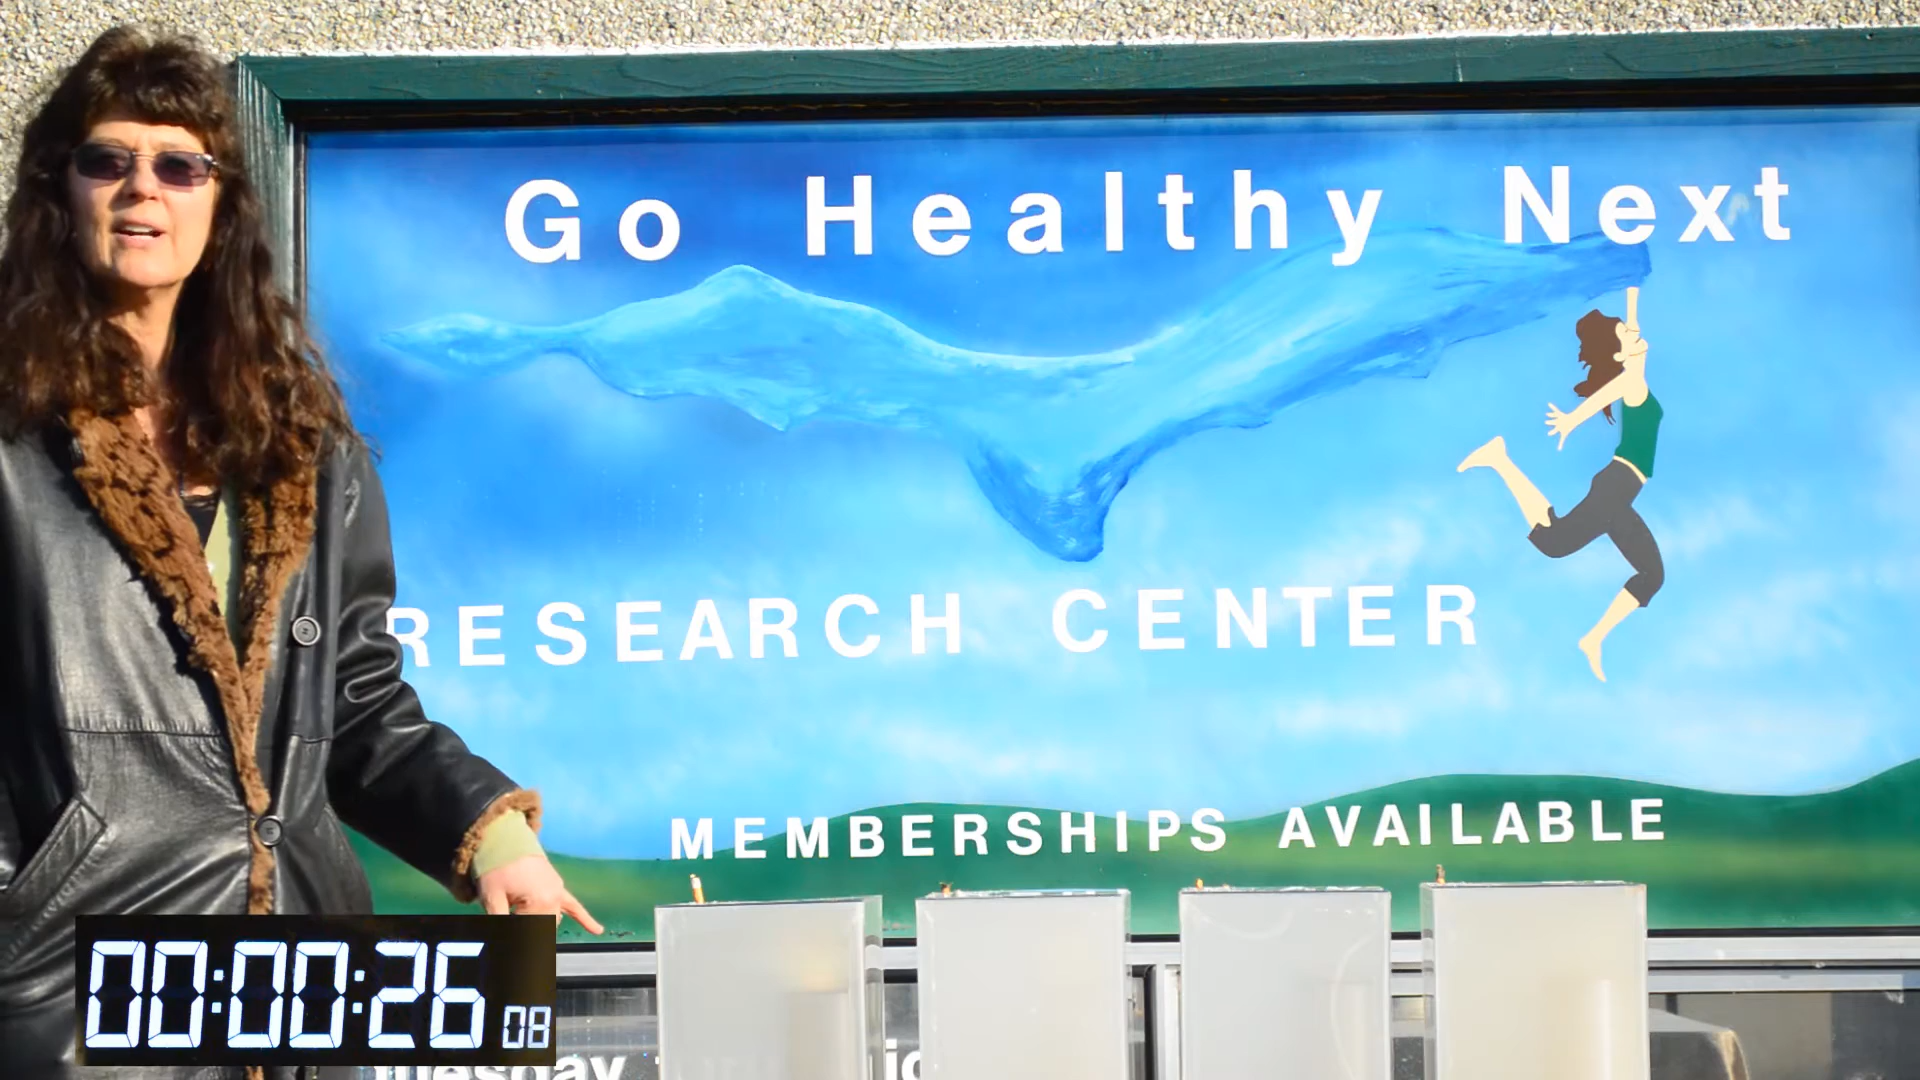 Go Healthy Next
RESEARCH CENTER
MEMBERSHIPS AVAILABLE
00:00:26 08